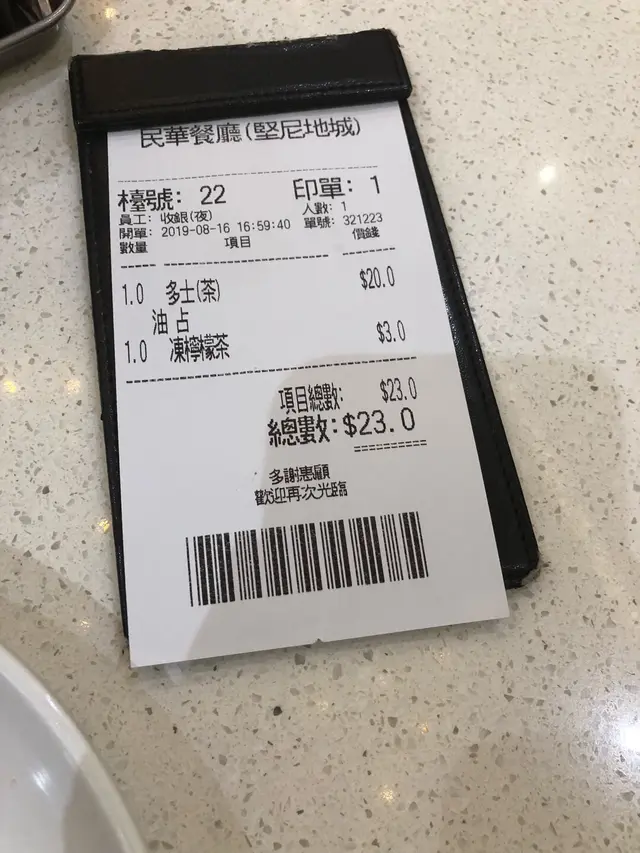 民華餐廳(堅尼地城)
檯號: 22 印單: 1
員工: 收銀(夜) 人數: 1
開單: 2019-08-16 16:59:40 單號: 321223
數量 項目 價錢
1.0 多士(茶) $20.0
油占
1.0 凍檸檬茶 $3.0
項目總數: $23.0
總數: $23.0
多謝惠顧
歡迎再次光臨